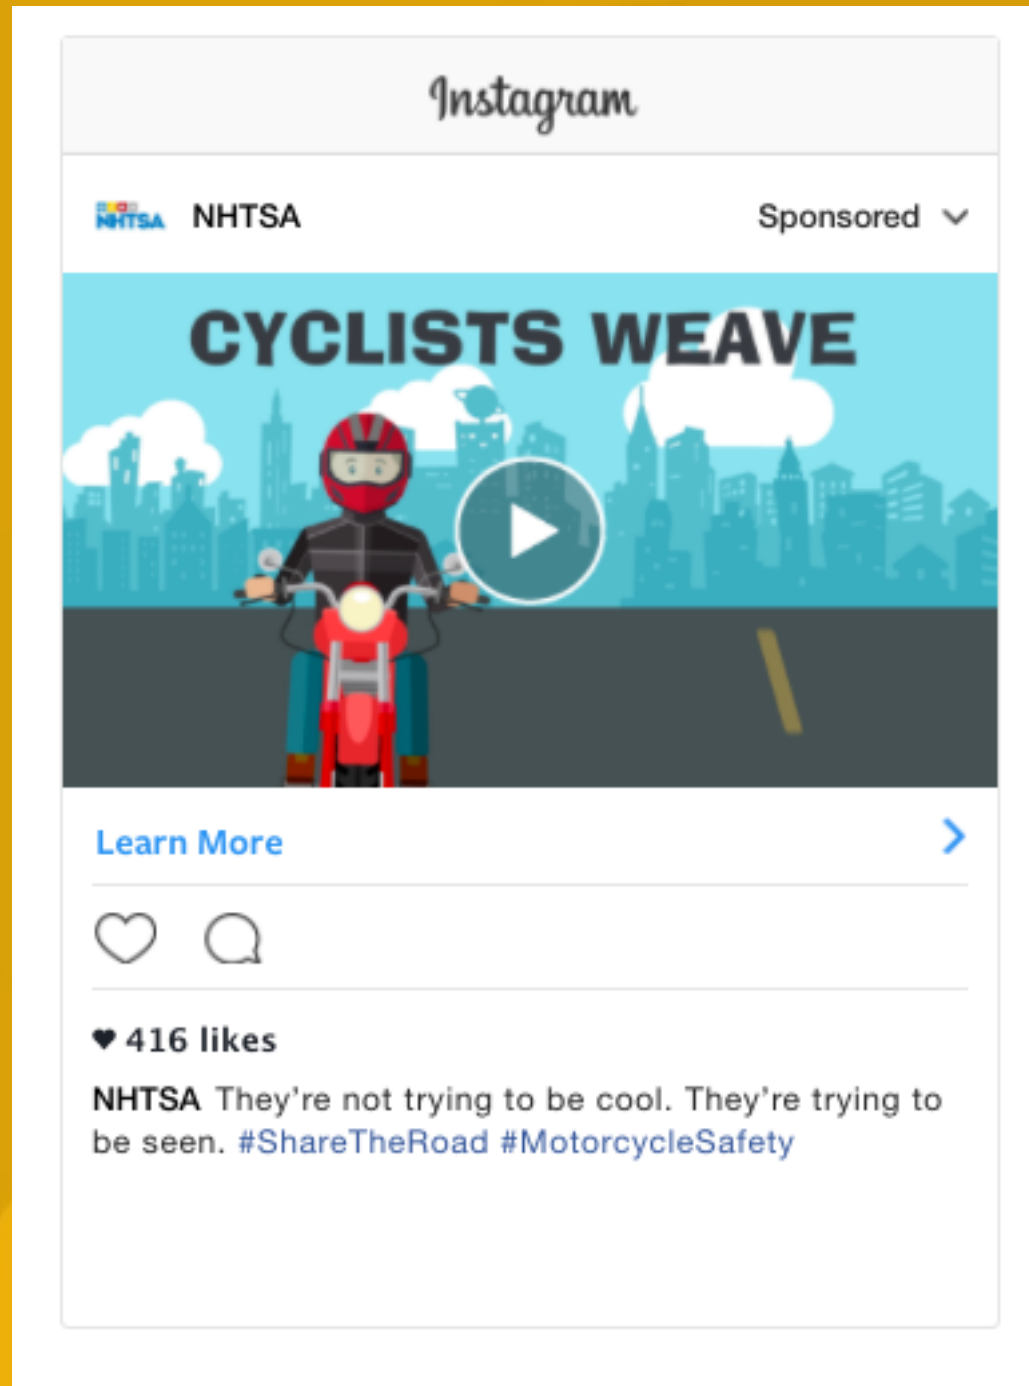 Instagram
NHTSA NHTSA Sponsored
CYCLISTS WEAVE
Learn More
416 likes
NHTSA They’re not trying to be cool. They’re trying to
be seen. #ShareTheRoad #MotorcycleSafety